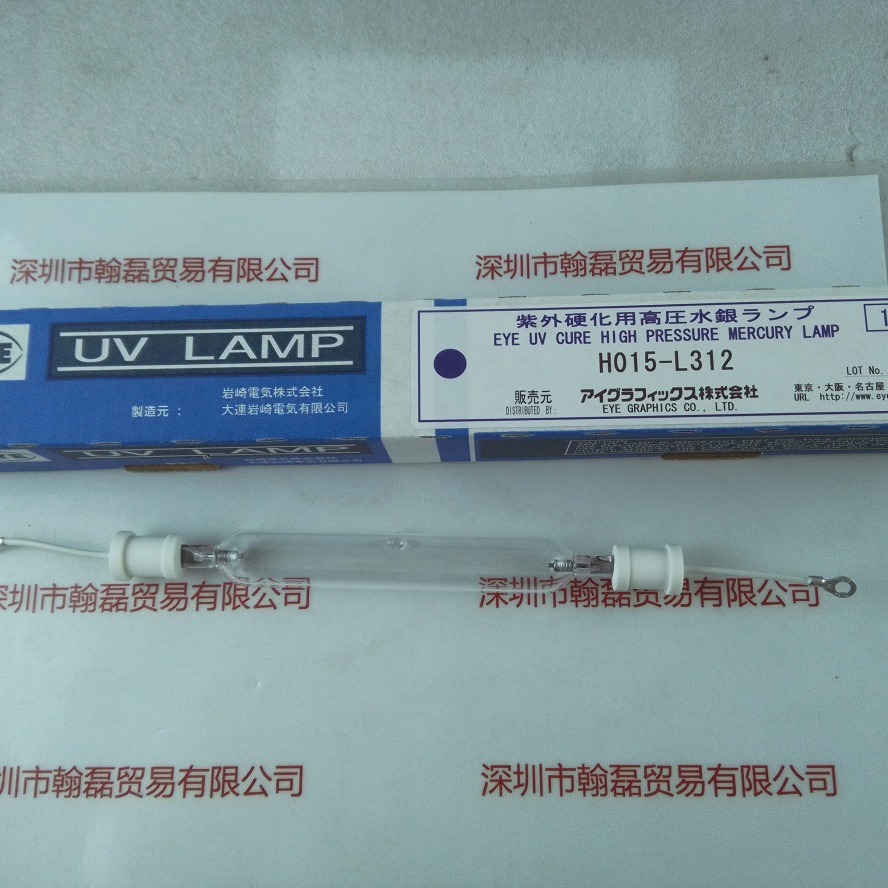 深圳市翰磊贸易有限公司
深圳市翰磊贸易有限公司
UV LAMP
岩崎電気株式会社
製造元 : 大連岩崎電気有限公司
紫外硬化用高圧水銀ランプ
EYE UV CURE HIGH PRESSURE MERCURY LAMP
HO15-L312
LOT No.
販売元
DISTRIBUTED BY:
アイグラフィックス株式会社
EYE GRAPHICS CO., LTD.
東京・大阪・名古屋
URL http://www.eye
1
UV LAMP
深圳市翰磊贸易有限公司
深圳市翰磊贸易有限公司
深圳市翰磊贸易有限公司
深圳市翰磊贸易有限公司